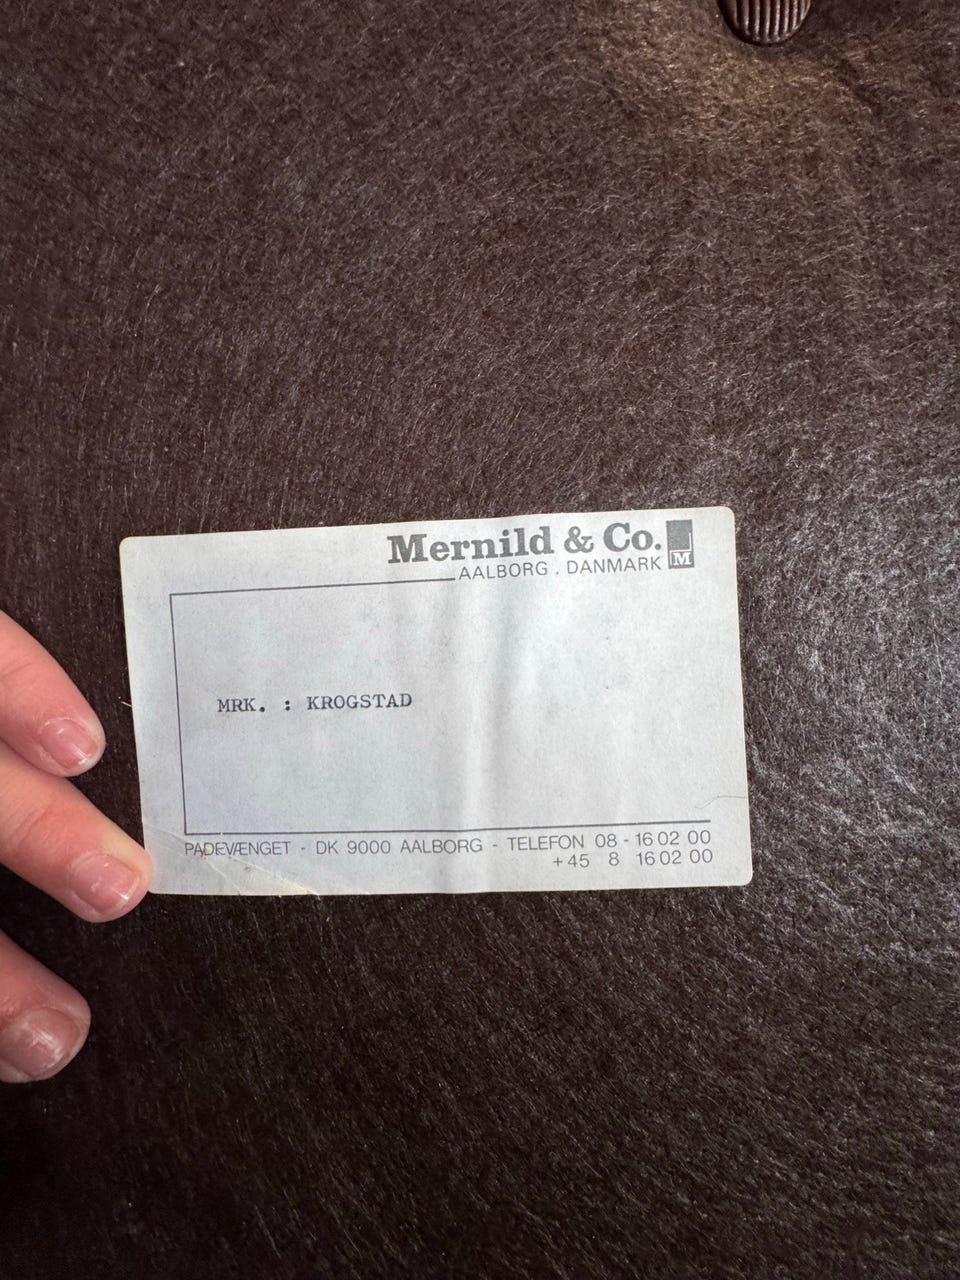 Mernild & Co.
M
AALBORG . DANMARK
MRK. : KROGSTAD
PADEVÆNGET - DK 9000 AALBORG - TELEFON 08 - 16 02 00
+45 8 16 02 00